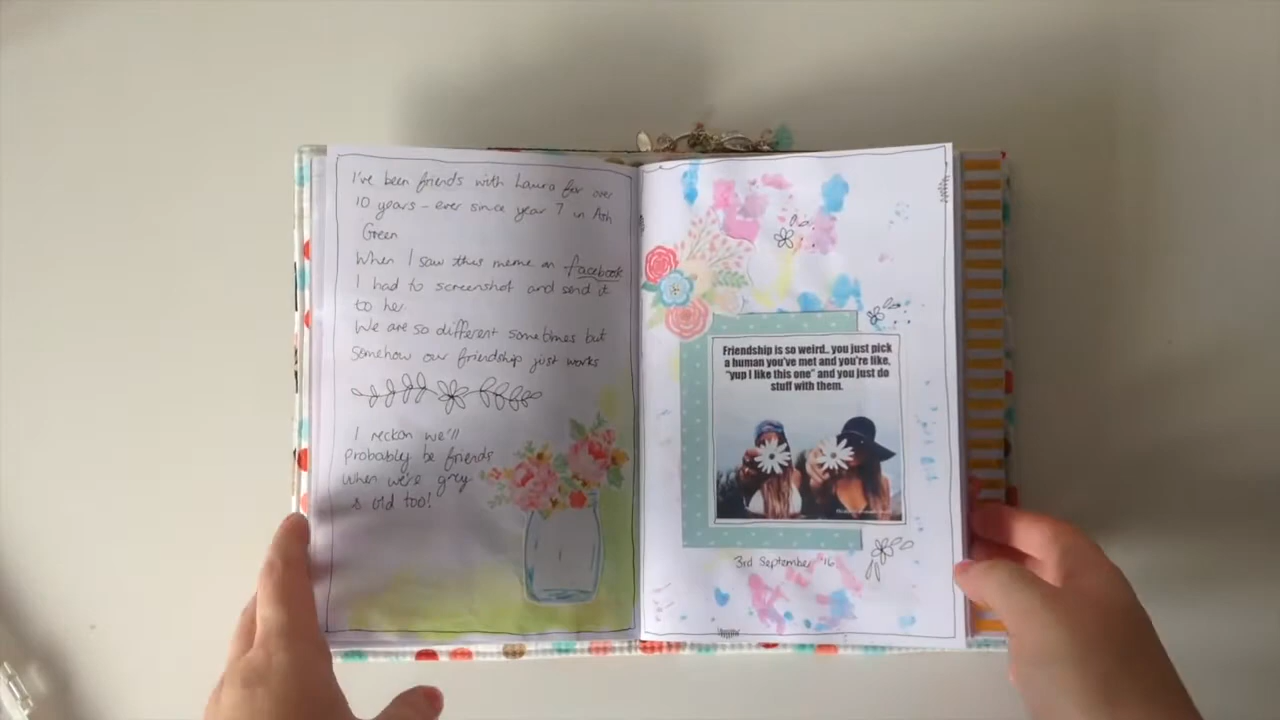 I've been friends with Laura for over
10 years - ever since year 7 in Ash
Green
When I saw this meme on facebook
I had to screenshot and send it
to her
We are so different sometimes but
somehow our friendship just works
I reckon we'll
Probably be friends
when we're grey
& old too!
Friendship is so weird.. you just pick
a human you've met and you're like,
"yup I like this one" and you just do
stuff with them.
3rd September '16